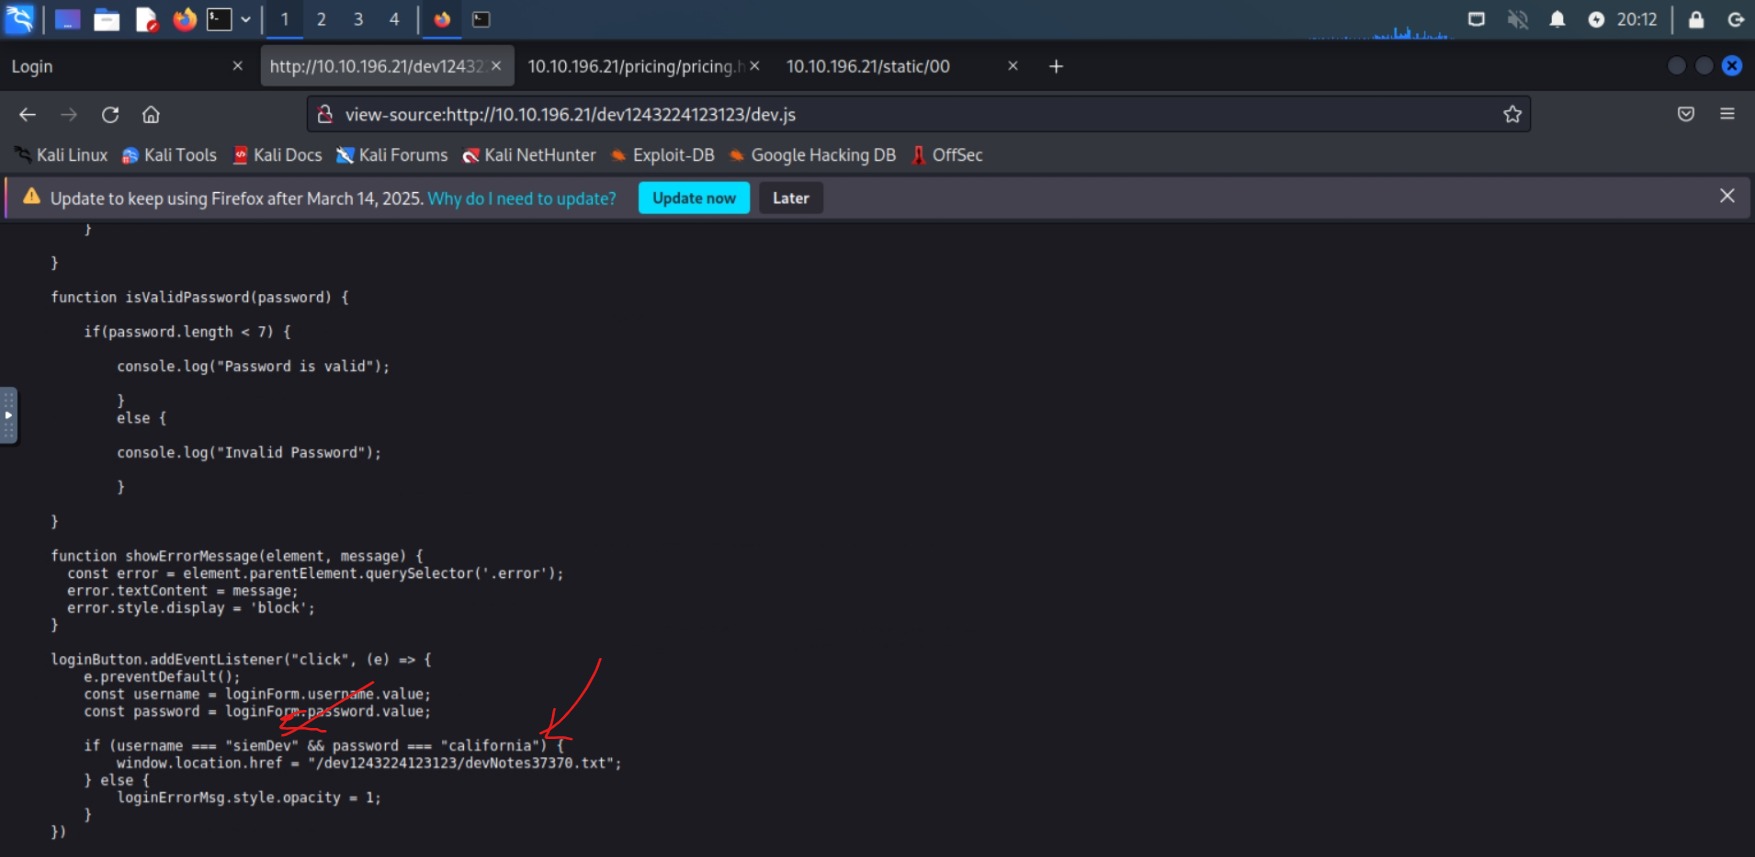 1 2 3 4 20:12
Login http://10.10.196.21/dev12432 10.10.196.21/pricing/pricing.h 10.10.196.21/static/00
view-source:http://10.10.196.21/dev1243224123123/dev.js
Kali Linux Kali Tools Kali Docs Kali Forums Kali NetHunter Exploit-DB Google Hacking DB OffSec
Update to keep using Firefox after March 14, 2025. Why do I need to update? Update now Later
}
}
function isValidPassword(password) {
if(password.length < 7) {
console.log("Password is valid");
}
else {
console.log("Invalid Password");
}
}
function showErrorMessage(element, message) {
const error = element.parentElement.querySelector('.error');
error.textContent = message;
error.style.display = 'block';
}
loginButton.addEventListener("click", (e) => {
e.preventDefault();
const username = loginForm.username.value;
const password = loginForm.password.value;
if (username === "siemDev" && password === "california") {
window.location.href = "/dev1243224123123/devNotes37370.txt";
} else {
loginErrorMsg.style.opacity = 1;
}
})